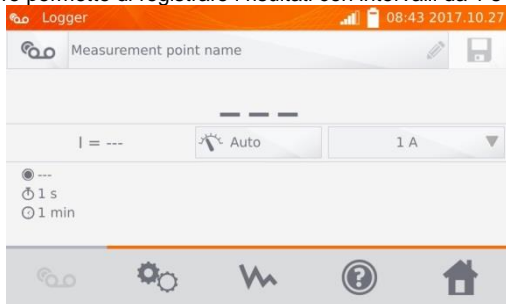 Logger 08:43 2017.10.27
Measurement point name
---
I = --- Auto 1 A
---
1 s
1 min